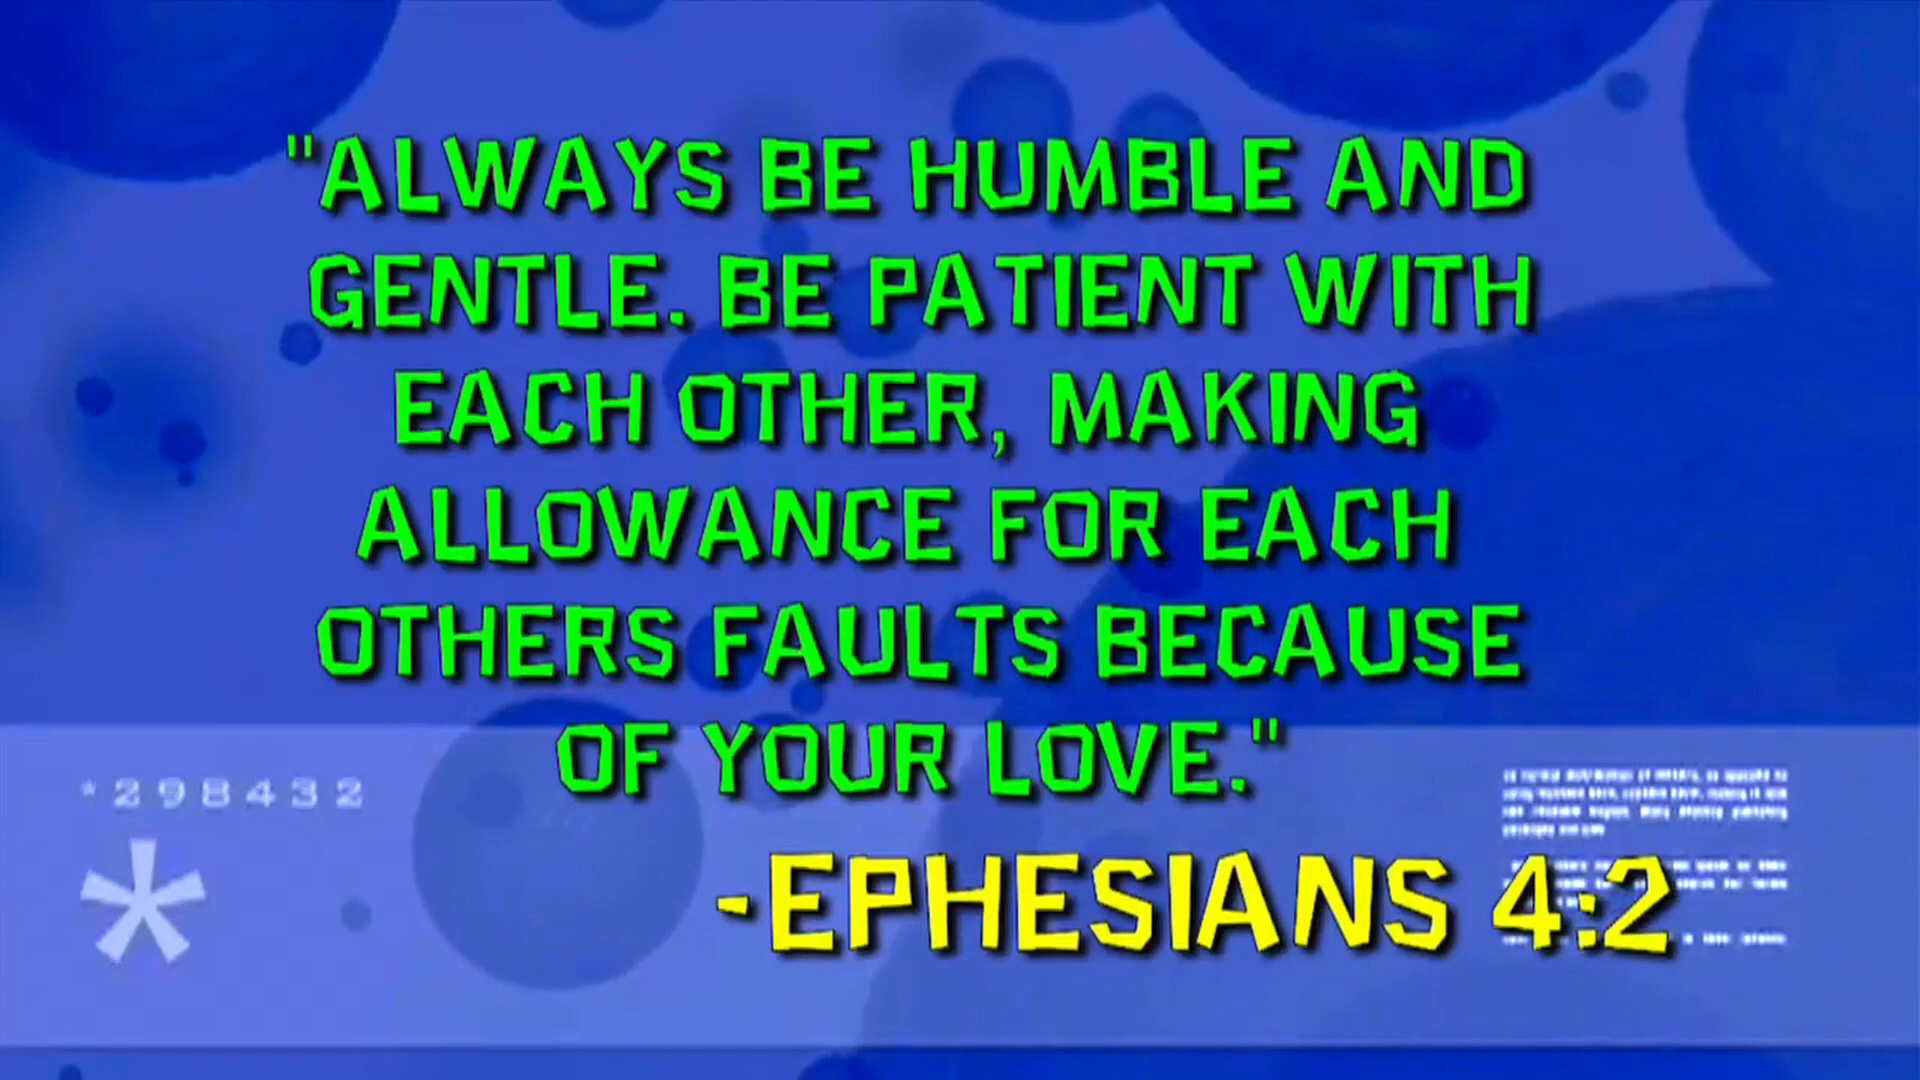 "ALWAYS BE HUMBLE AND
GENTLE. BE PATIENT WITH
EACH OTHER, MAKING
ALLOWANCE FOR EACH
OTHERS FAULTS BECAUSE
OF YOUR LOVE."
-EPHESIANS 4:2
*298432
*